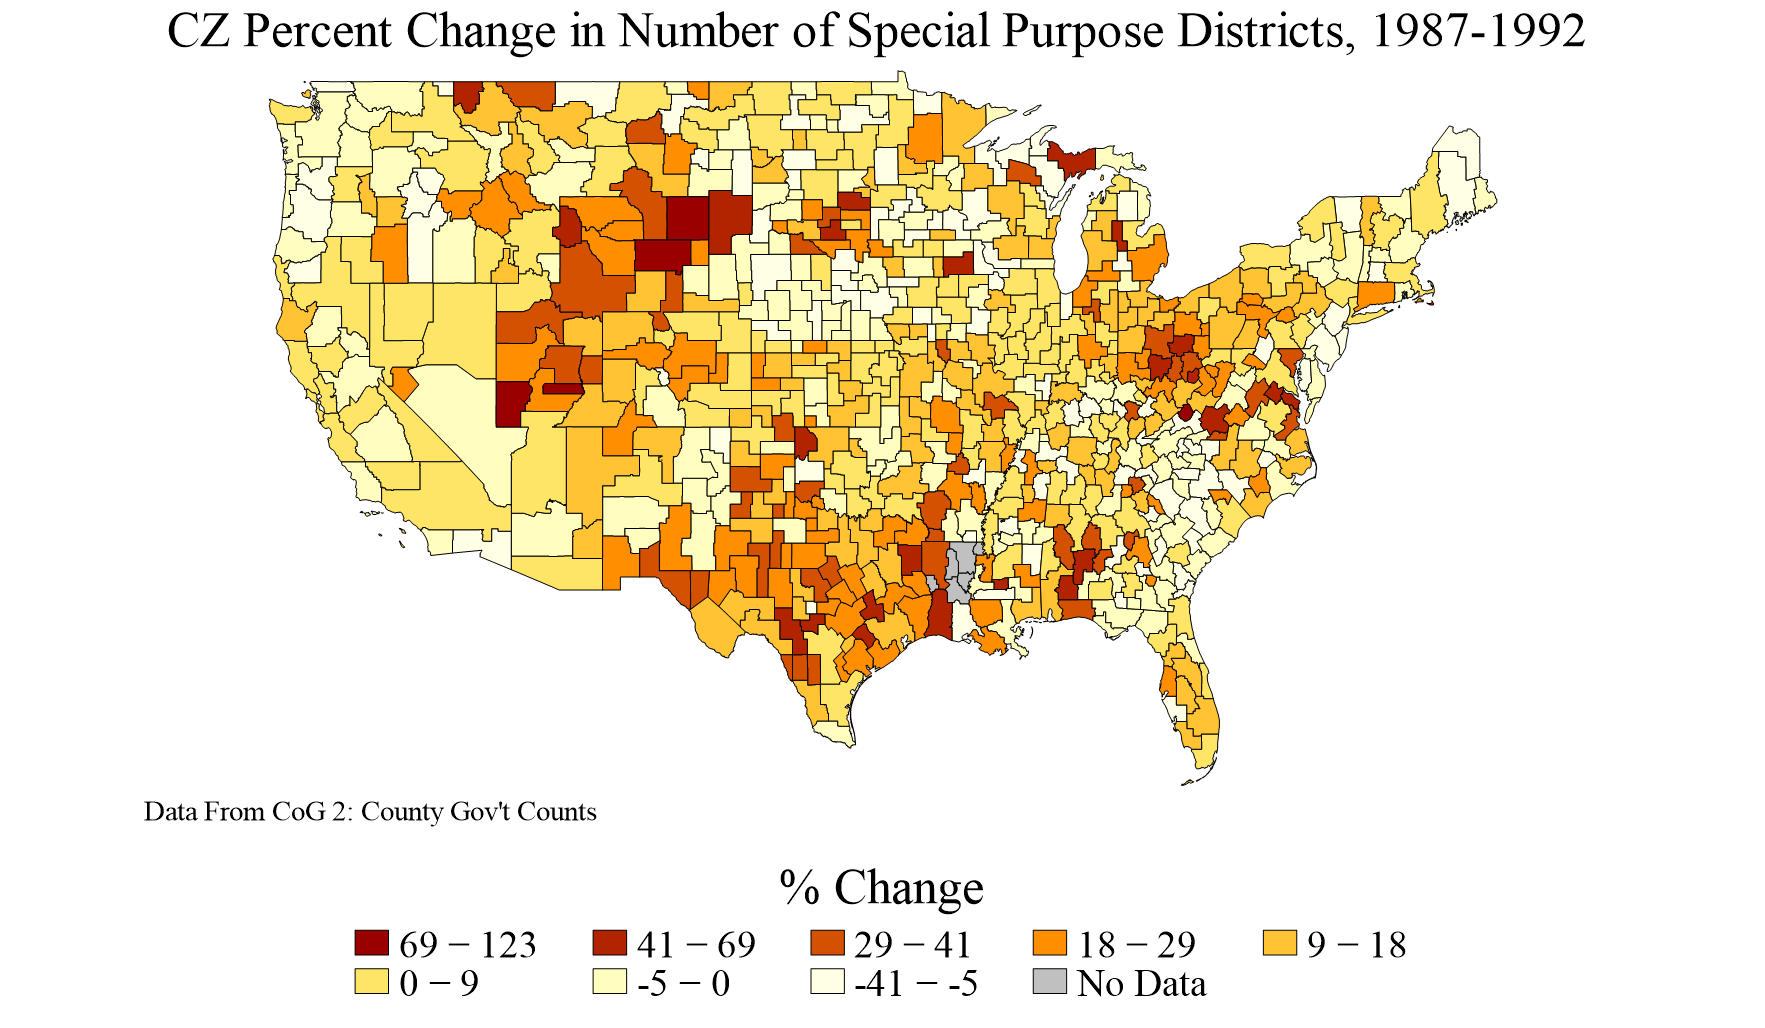 CZ Percent Change in Number of Special Purpose Districts, 1987-1992
Data From CoG 2: County Gov't Counts
% Change
69 − 123 41 − 69 29 − 41 18 − 29 9 − 18
0 − 9 -5 − 0 -41 − -5 No Data